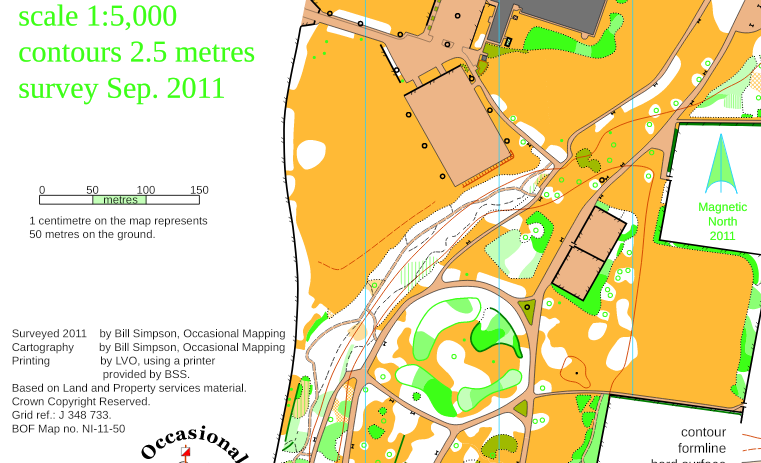 scale 1:5,000
contours 2.5 metres
survey Sep. 2011
0 50 100 150
metres
1 centimetre on the map represents
50 metres on the ground.
Magnetic
North
2011
Surveyed 2011 by Bill Simpson, Occasional Mapping
Cartography by Bill Simpson, Occasional Mapping
Printing by LVO, using a printer
provided by BSS.
Based on Land and Property services material.
Crown Copyright Reserved.
Grid ref.: J 348 733.
BOF Map no. NI-11-50
Occasional
contour
formline
hard surface